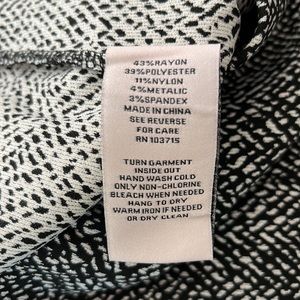 43%RAYON
39%POLYESTER
11%NYLON
4%METALLIC
3%SPANDEX
MADE IN CHINA
SEE REVERSE
FOR CARE
RN 103715
TURN GARMENT
INSIDE OUT
HAND WASH COLD
ONLY NON-CHLORINE
BLEACH WHEN NEEDED
HANG TO DRY
WARM IRON IF NEEDED
OR DRY CLEAN